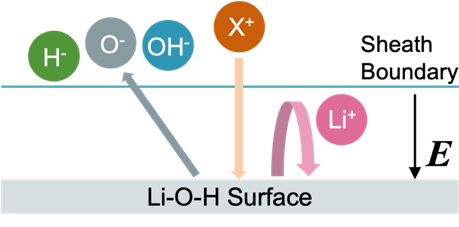 H-
O-
OH-
X+
Sheath
Boundary
Li+
E
Li-O-H Surface